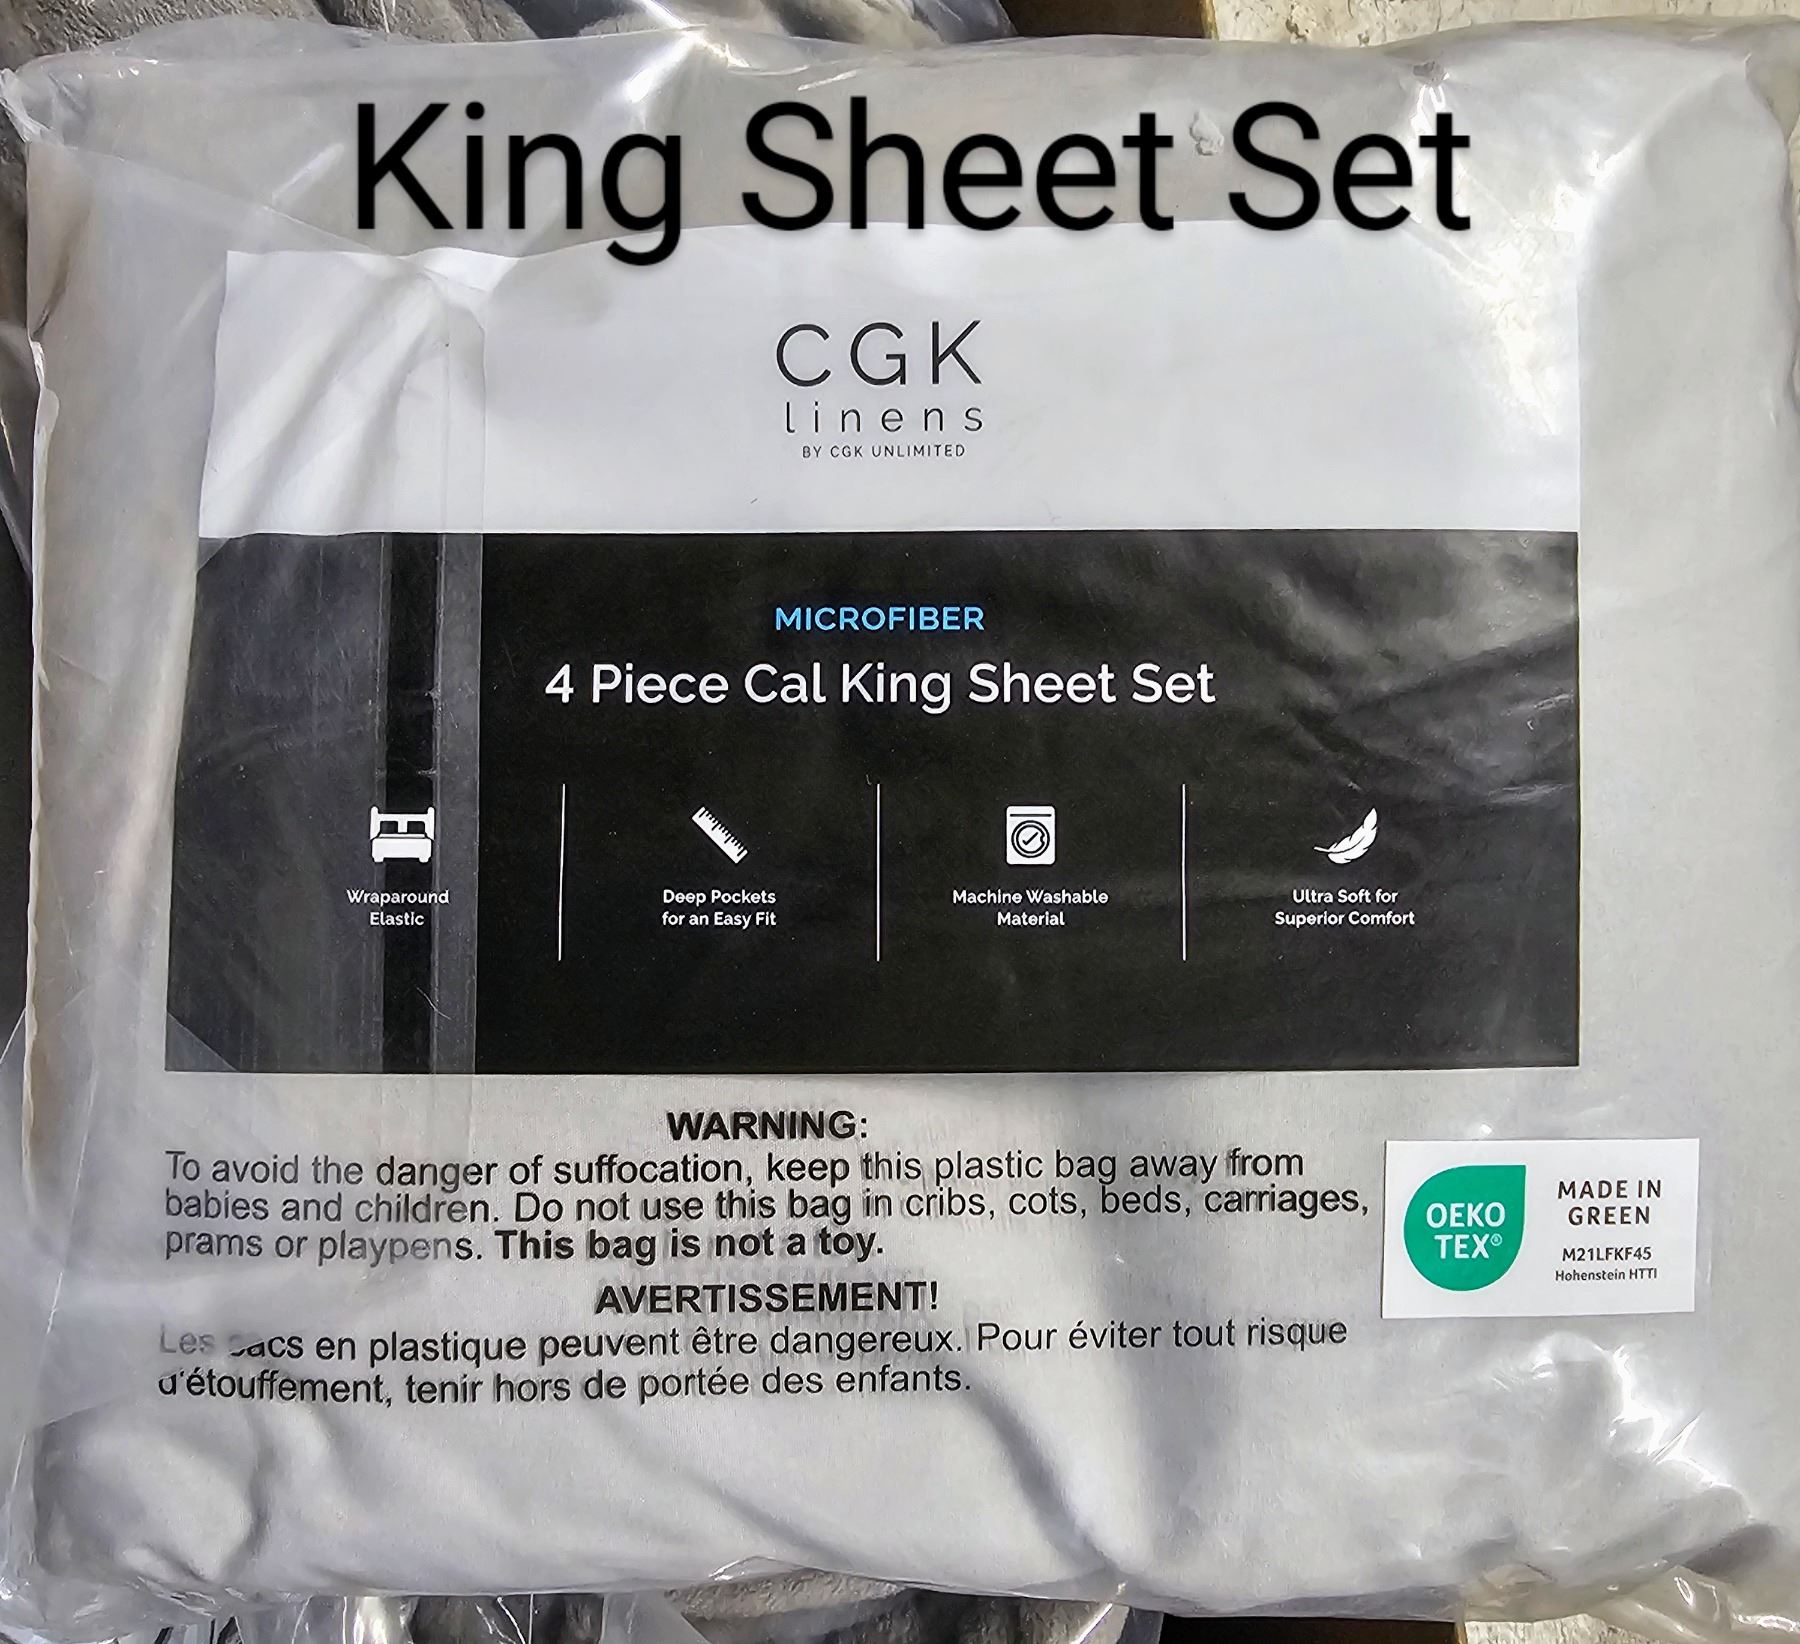 King Sheet Set
CGK
linens
BY CGK UNLIMITED
MICROFIBER
4 Piece Cal King Sheet Set
Wraparound
Elastic
Deep Pockets
for an Easy Fit
Machine Washable
Material
Ultra Soft for
Superior Comfort
WARNING:
To avoid the danger of suffocation, keep this plastic bag away from
babies and children. Do not use this bag in cribs, cots, beds, carriages,
prams or playpens. This bag is not a toy.
AVERTISSEMENT!
Les sacs en plastique peuvent être dangereux. Pour éviter tout risque
d'étouffement, tenir hors de portée des enfants.
OEKO
TEX®
MADE IN
GREEN
M21LFKF45
Hohenstein HTTI